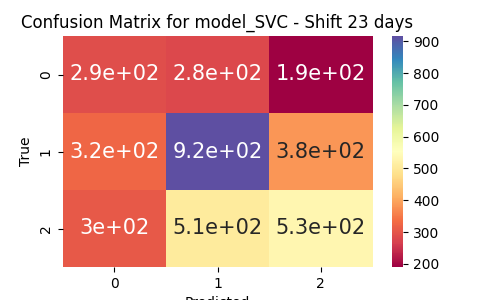 Confusion Matrix for model_SVC - Shift 23 days
0 2.9e+02 2.8e+02 1.9e+02
1 3.2e+02 9.2e+02 3.8e+02
2 3e+02 5.1e+02 5.3e+02
True
0 1 2
Predicted
900
800
700
600
500
400
300
200